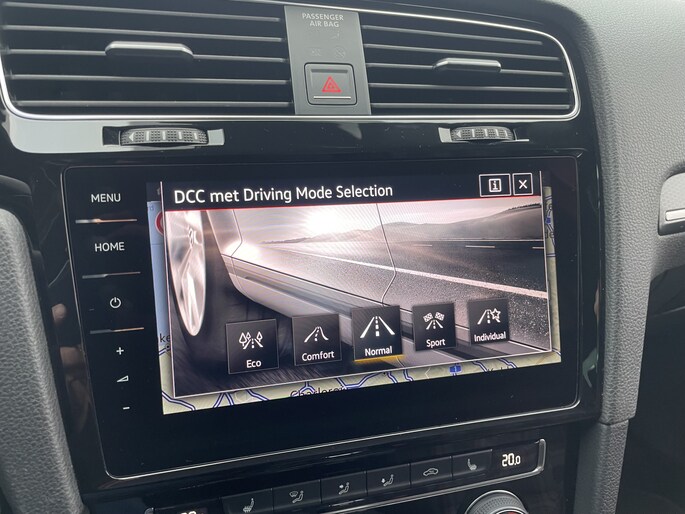 PASSENGER
AIR BAG
MENU
HOME
DCC met Driving Mode Selection
Eco
Comfort
Normal
Sport
Individual
20.0